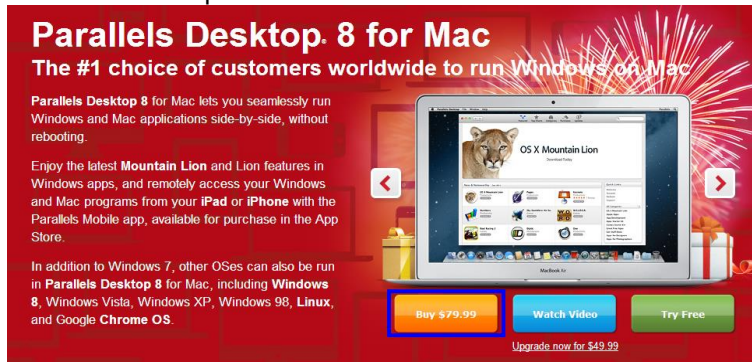 Parallels Desktop 8 for Mac
The #1 choice of customers worldwide to run Windows on Mac
Parallels Desktop 8 for Mac lets you seamlessly run
Windows and Mac applications side-by-side, without
rebooting.
Enjoy the latest Mountain Lion and Lion features in
Windows apps, and remotely access your Windows
and Mac programs from your iPad or iPhone with the
Parallels Mobile app, available for purchase in the App
Store.
In addition to Windows 7, other OSes can also be run
in Parallels Desktop 8 for Mac, including Windows
8, Windows Vista, Windows XP, Windows 98, Linux,
and Google Chrome OS.
OS X Mountain Lion
Download Today
MacBook Air
Buy $79.99
Watch Video
Try Free
Upgrade now for $49.99